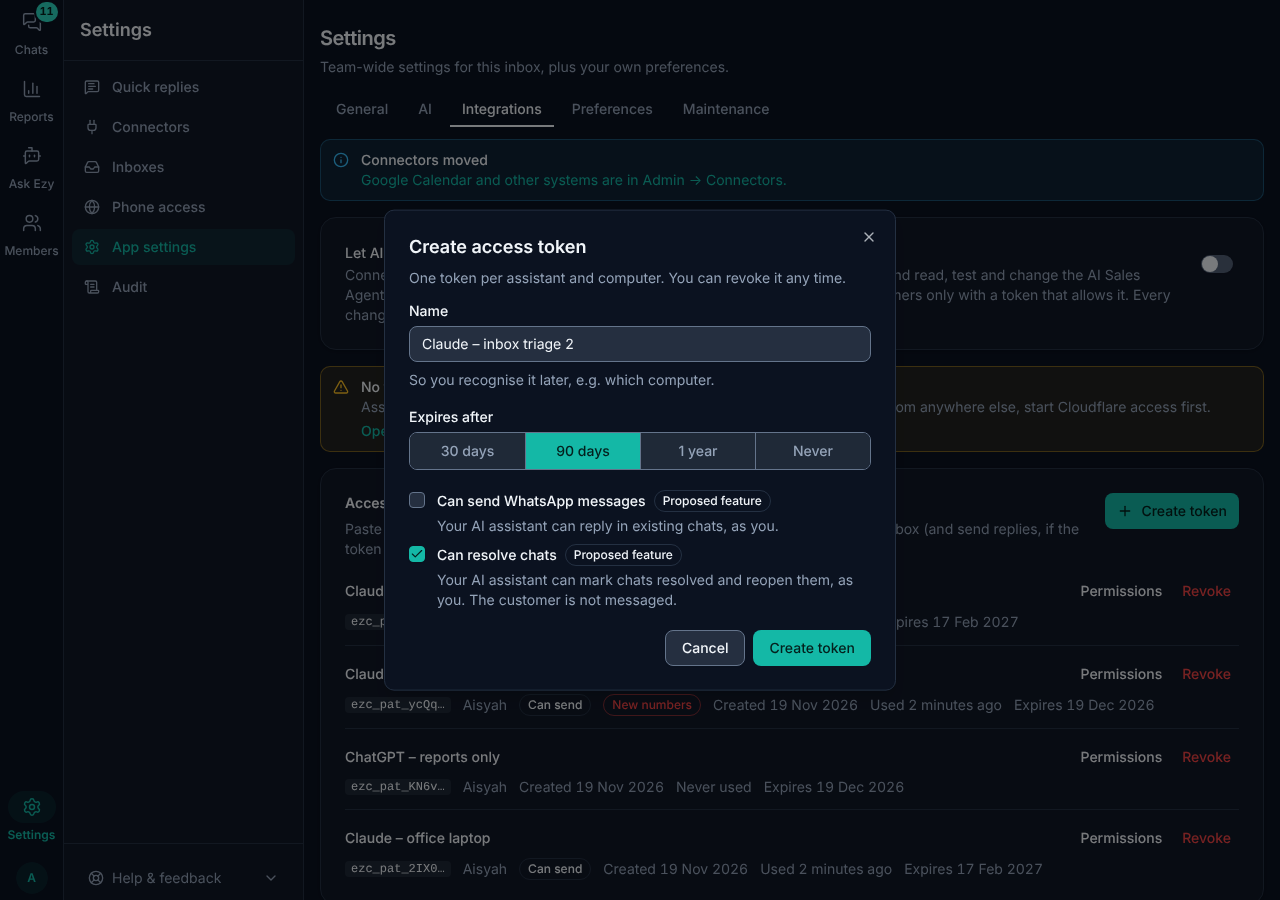 11
Chats
Reports
Ask Ezy
Members
Settings
A
Settings
Quick replies
Connectors
Inboxes
Phone access
App settings
Audit
Help & feedback
Settings
Team-wide settings for this inbox, plus your own preferences.
General AI Integrations Preferences Maintenance
Connectors moved
Google Calendar and other systems are in Admin → Connectors.
Let AI
nd read, test and change the AI Sales
Agent
ners only with a token that allows it. Every
No
om anywhere else, start Cloudflare access first.
Create access token
One token per assistant and computer. You can revoke it any time.
Name
Claude – inbox triage 2
So you recognise it later, e.g. which computer.
Expires after
30 days 90 days 1 year Never
Can send WhatsApp messages Proposed feature
Your AI assistant can reply in existing chats, as you.
Can resolve chats Proposed feature
Your AI assistant can mark chats resolved and reopen them, as
you. The customer is not messaged.
Cancel Create token
+ Create token
Paste
box (and send replies, if the
token
Permissions Revoke
pires 17 Feb 2027
Permissions Revoke
ezc_pat_ycQq… Aisyah Can send New numbers Created 19 Nov 2026 Used 2 minutes ago Expires 19 Dec 2026
ChatGPT – reports only Permissions Revoke
ezc_pat_KN6v… Aisyah Created 19 Nov 2026 Never used Expires 19 Dec 2026
Claude – office laptop Permissions Revoke
ezc_pat_2IX0… Aisyah Can send Created 19 Nov 2026 Used 2 minutes ago Expires 17 Feb 2027